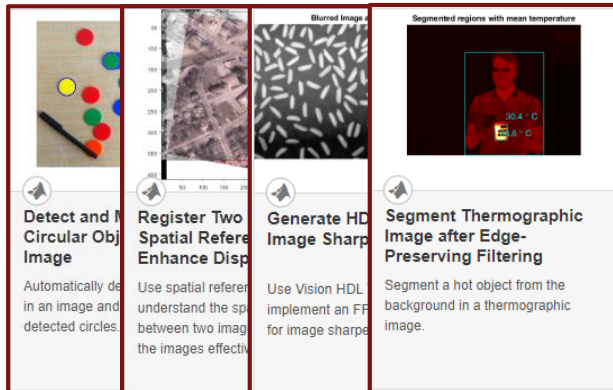 Detect and M
Circular Obj
Image
Automatically de
in an image and
detected circles.
Register Two
Spatial Refere
Enhance Disp
Use spatial referen
understand the spa
between two imag
the images effectiv
Blurred Image a
Generate HD
Image Sharp
Use Vision HDL
implement an FP
for image sharpe
Segmented regions with mean temperature
30.4 ° C
Segment Thermographic
Image after Edge-
Preserving Filtering
Segment a hot object from the
background in a thermographic
image.